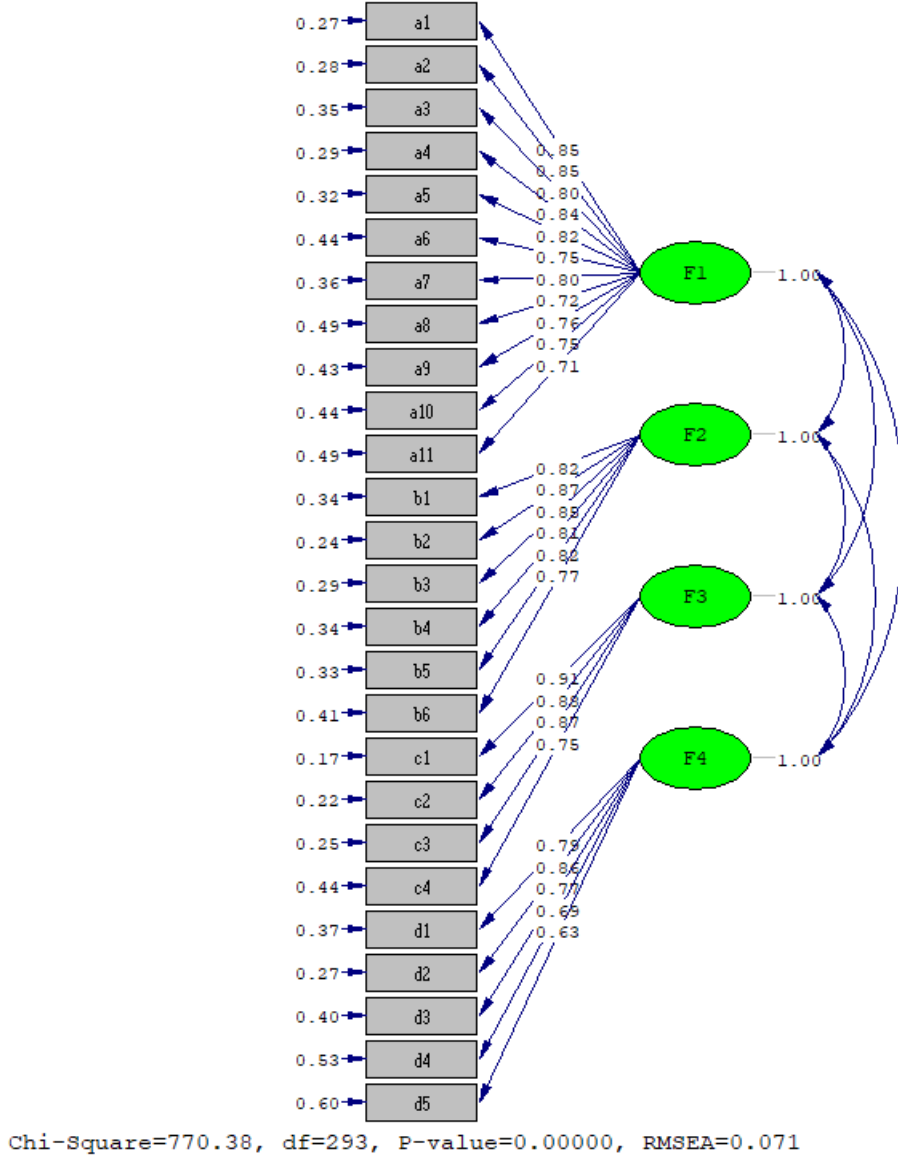 0.27 a1
0.28 a2
0.35 a3
0.29 a4
0.32 a5
0.44 a6
0.36 a7
0.49 a8
0.43 a9
0.44 a10
0.49 a11
0.34 b1
0.24 b2
0.29 b3
0.34 b4
0.33 b5
0.41 b6
0.17 c1
0.22 c2
0.25 c3
0.44 c4
0.37 d1
0.27 d2
0.40 d3
0.53 d4
0.60 d5
0.85
0.85
0.80
0.84
0.82
0.75
0.80
0.72
0.76
0.75
0.71
0.82
0.87
0.81
0.82
0.77
0.91
0.88
0.87
0.75
0.79
0.86
0.77
0.69
0.63
F1 1.00
F2 1.00
F3 1.00
F4 1.00
Chi-Square=770.38, df=293, P-value=0.00000, RMSEA=0.071